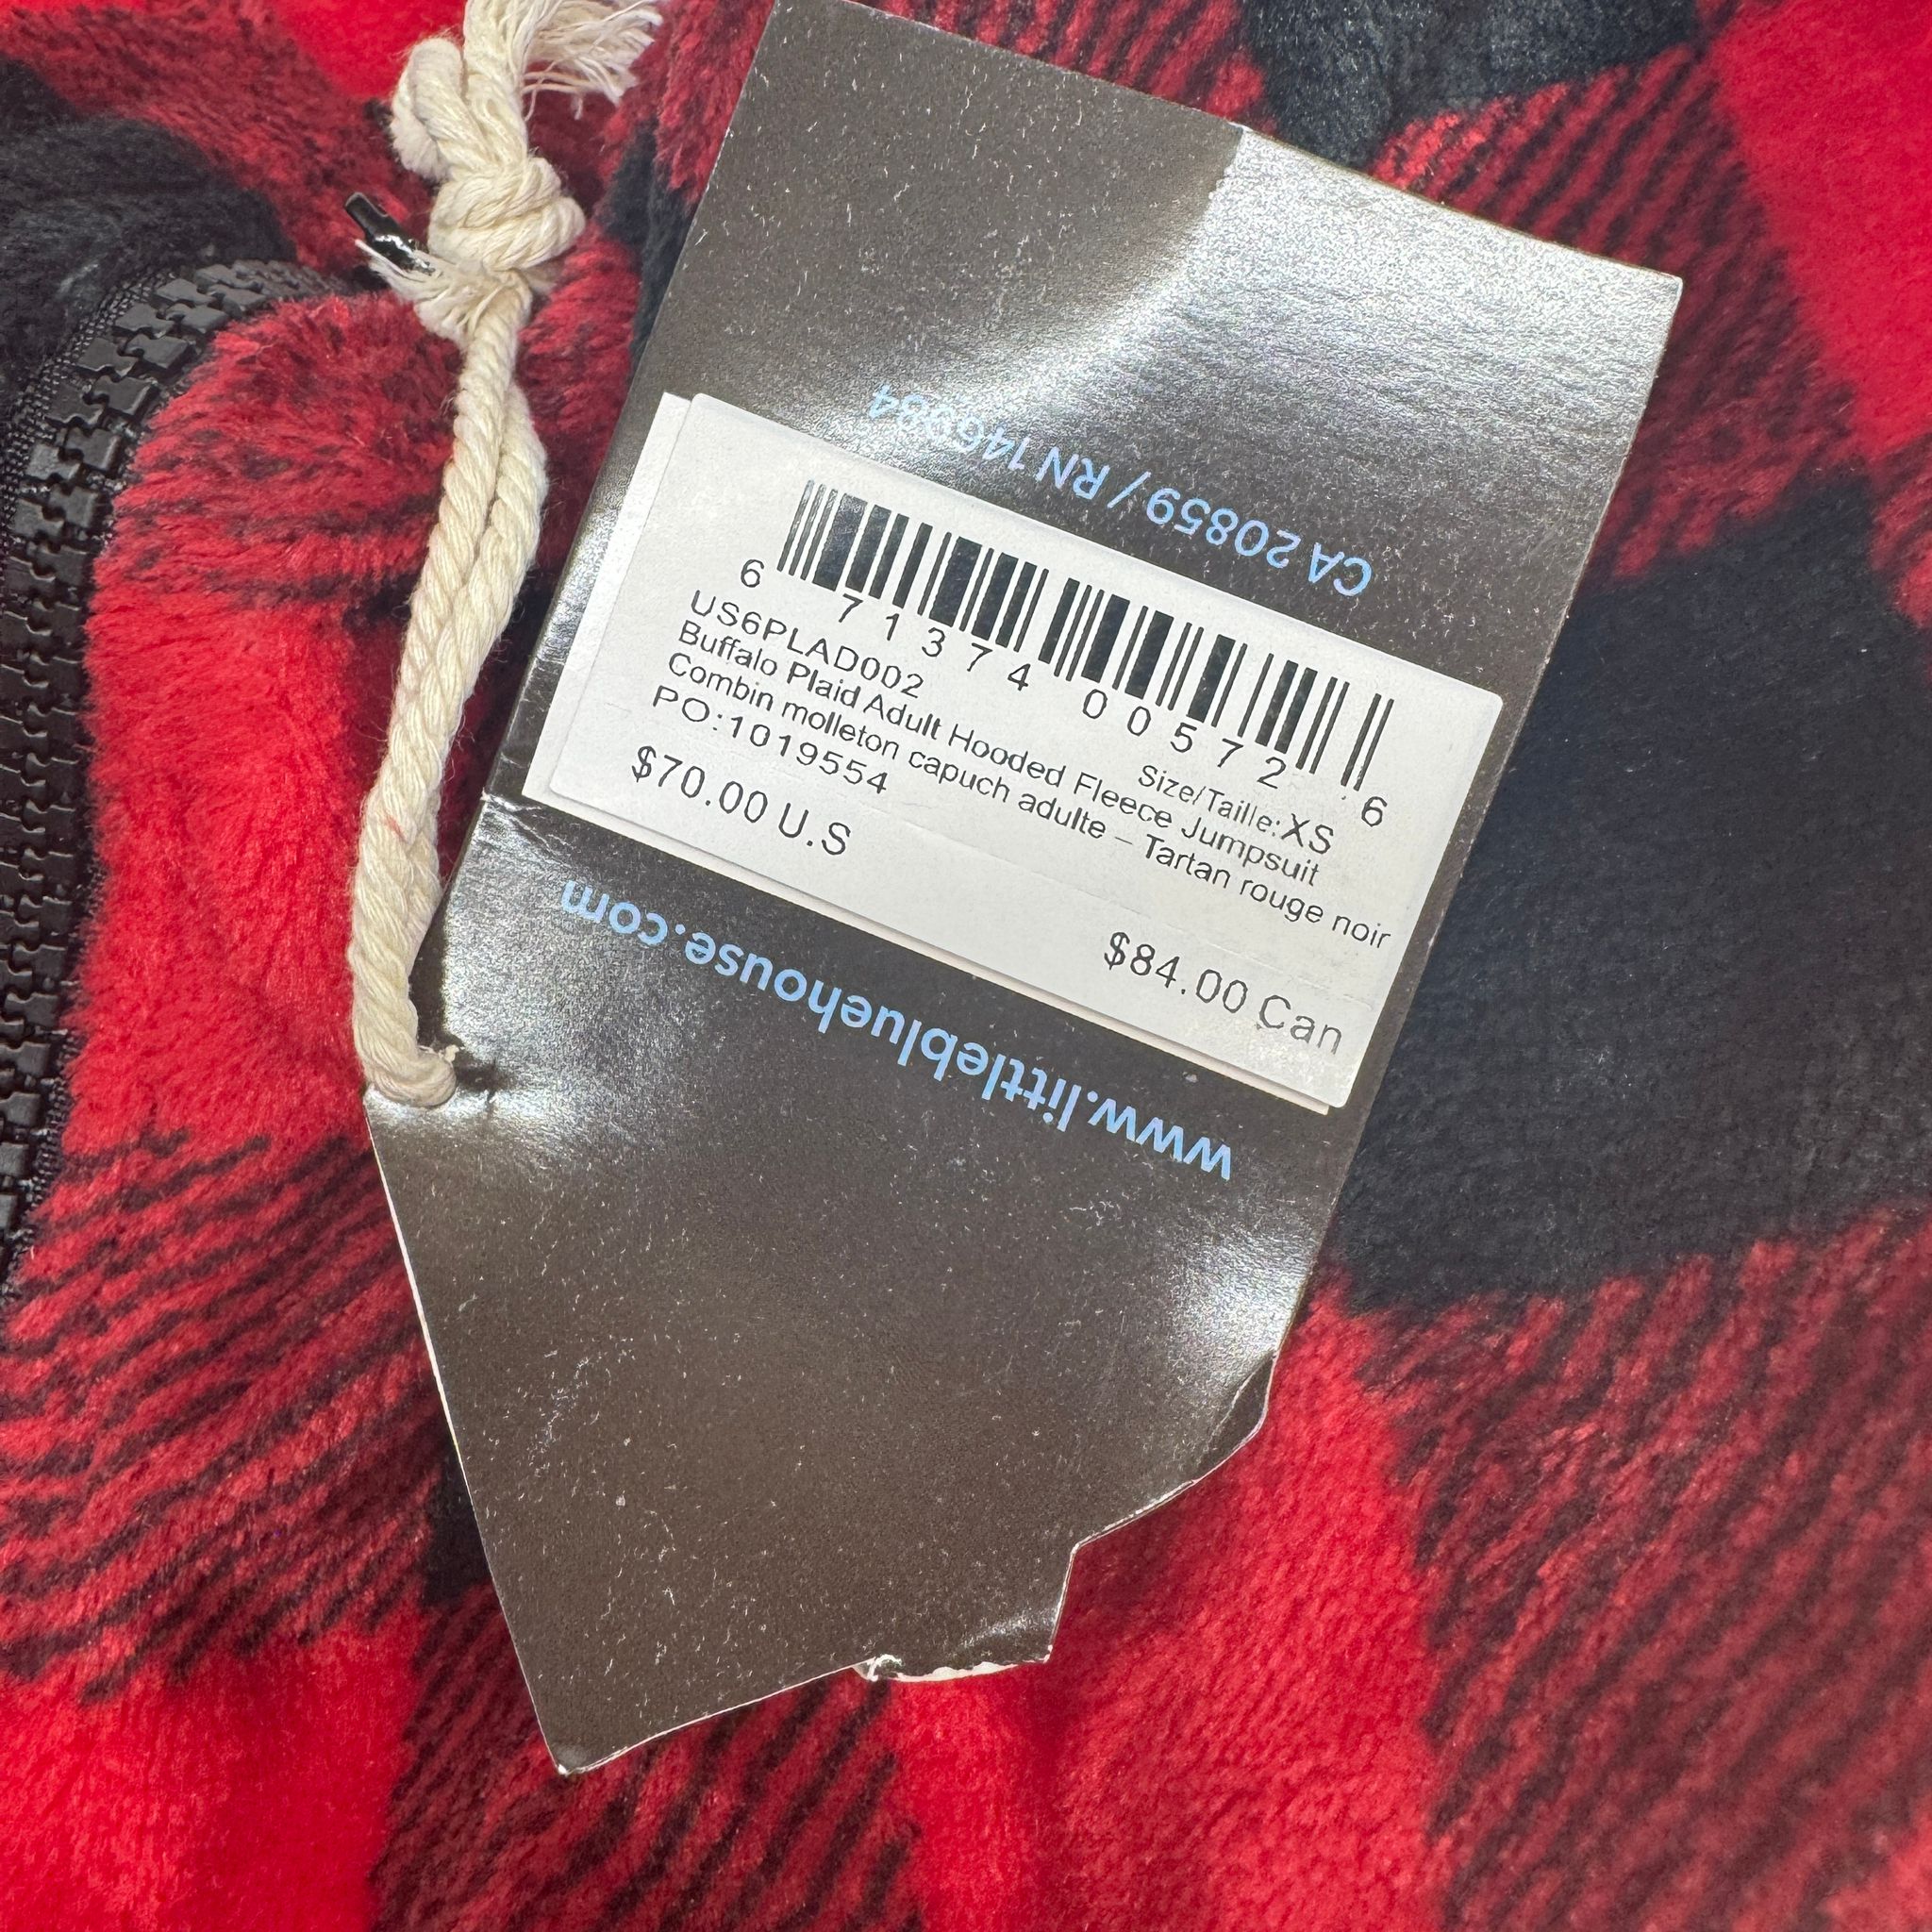 6 71374 00572 6
US6PLAD002 Size/Taille:XS
Buffalo Plaid Adult Hooded Fleece Jumpsuit
Combin molleton capuch adulte – Tartan rouge noir
PO:1019554
$70.00 U.S $84.00 Can
www.littlebluehouse.com
CA 20859 / RN 146984